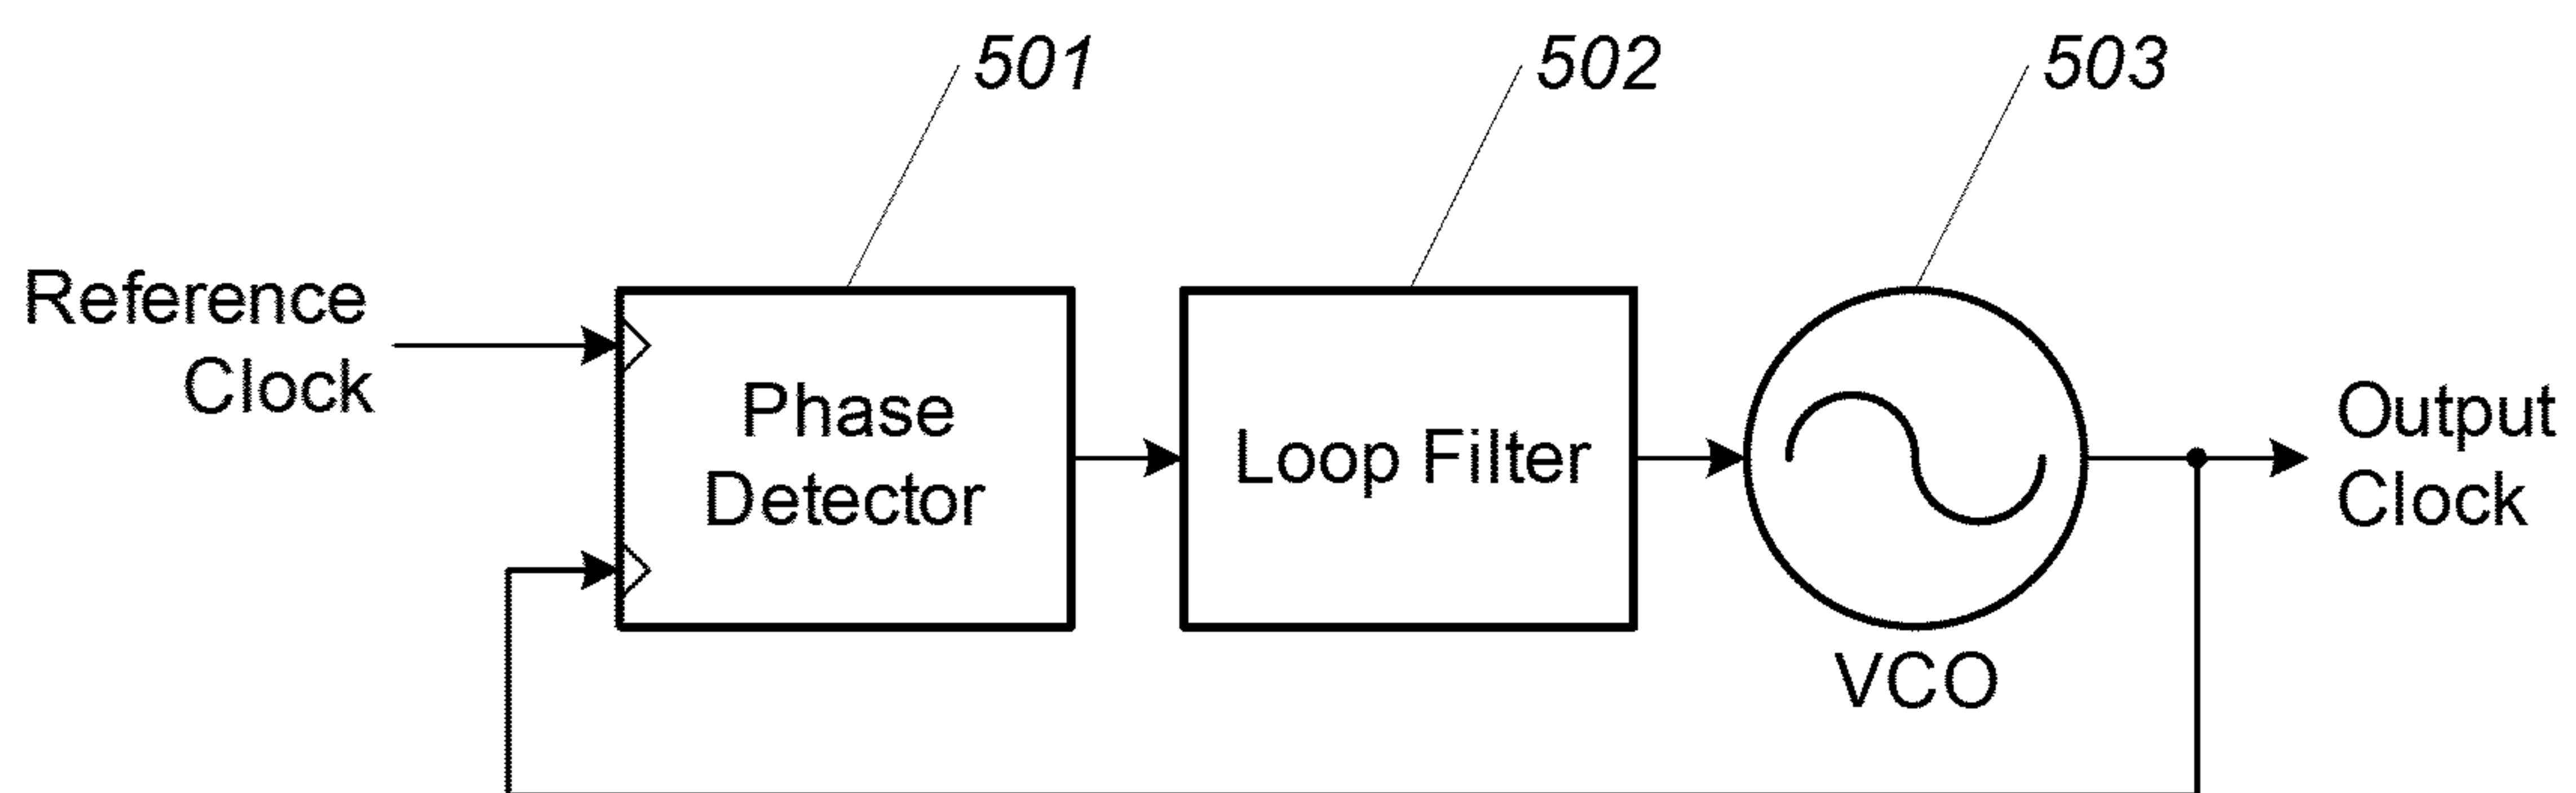 501
502
503
Reference
Clock
Phase
Detector
Loop Filter
VCO
Output
Clock